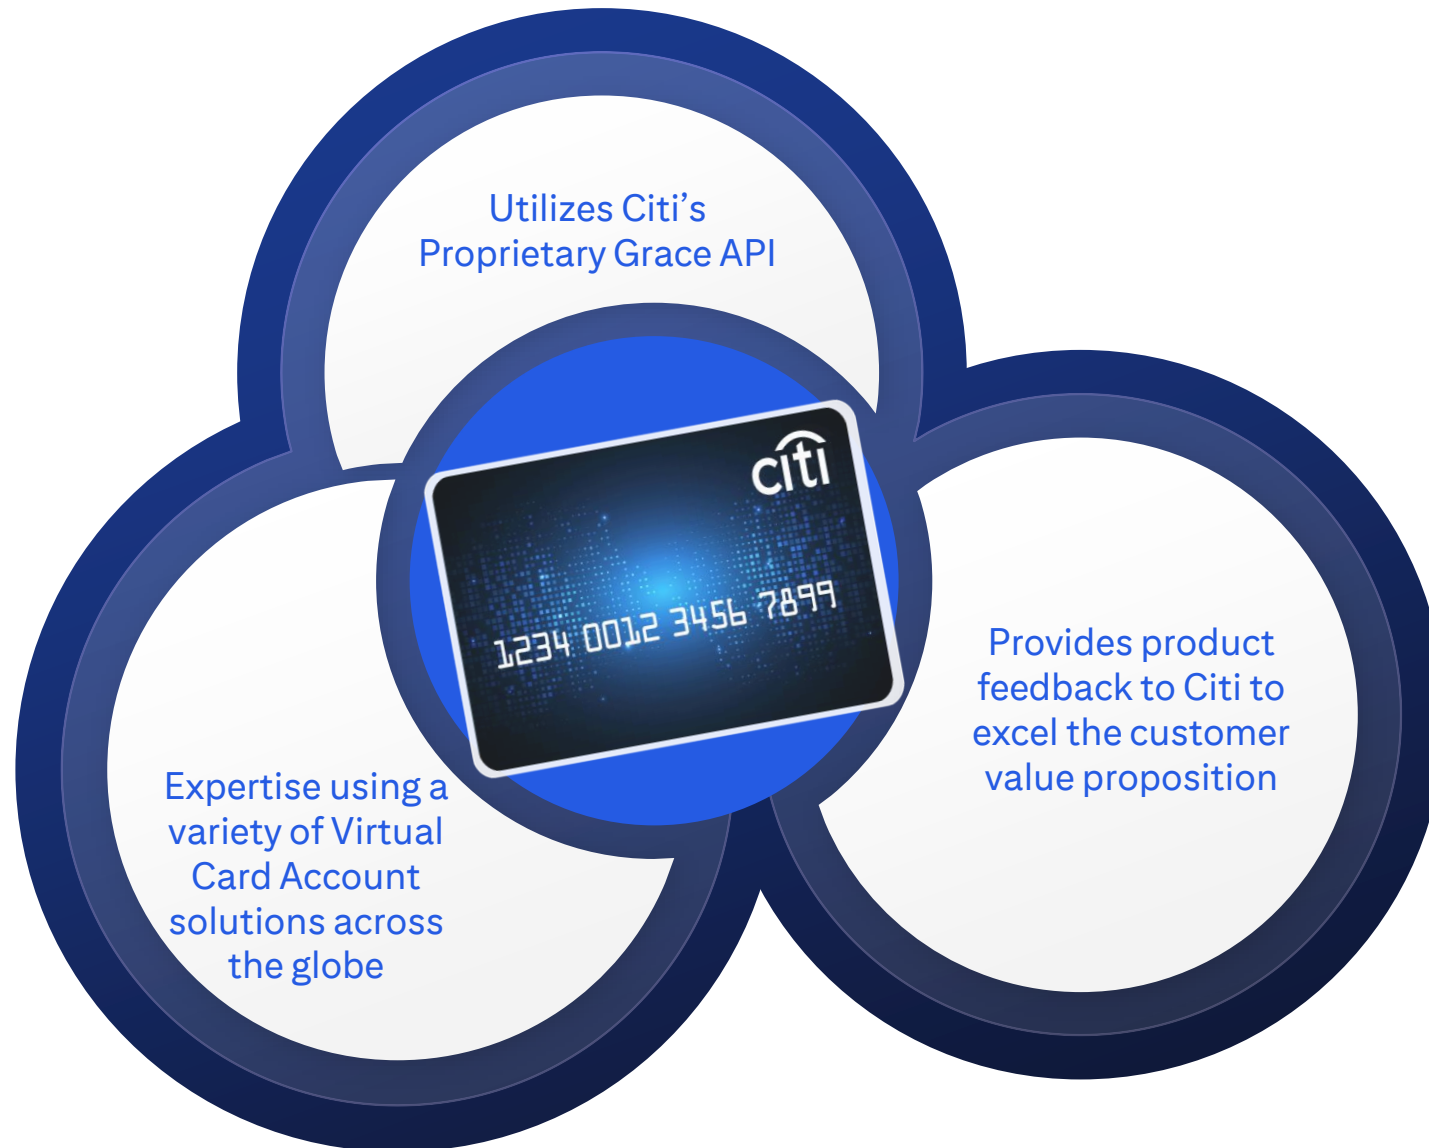 Utilizes Citi’s
Proprietary Grace API
citi
1234 0012 3456 7899
Provides product
feedback to Citi to
excel the customer
value proposition
Expertise using a
variety of Virtual
Card Account
solutions across
the globe